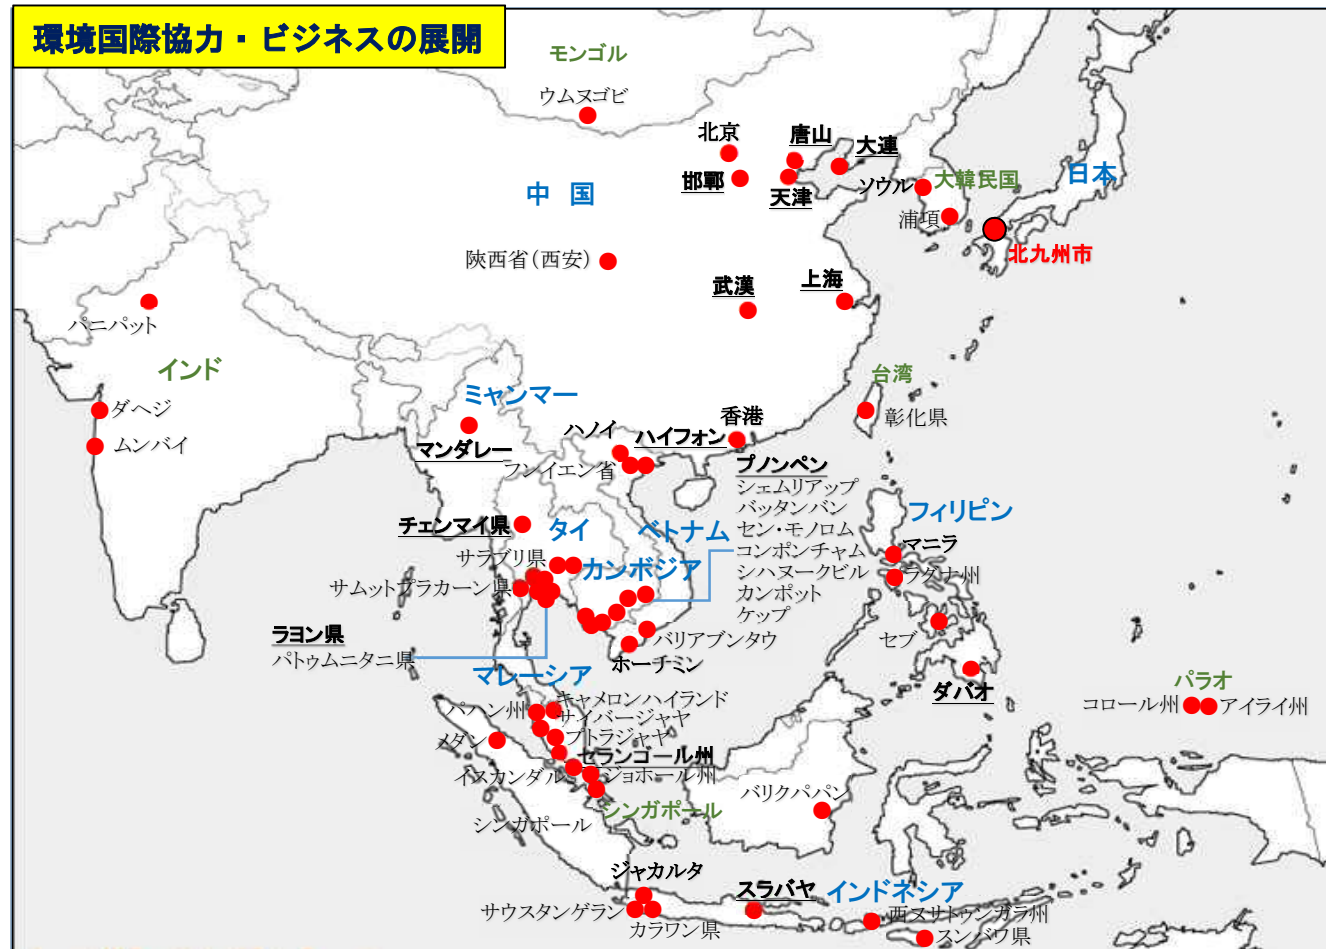 環境国際協力・ビジネスの展開
モンゴル
ウムヌゴビ
北京
唐山
大連
邯鄲
天津
ソウル
大韓民国
日本
中 国
浦項
北九州市
陝西省（西安）
武漢
上海
パニパット
インド
台湾
ミャンマー
ダヘジ
彰化県
香港
ムンバイ
マンダレー
ハノイ
ハイフォン
フンイエン省
プノンペン
シェムリアップ
バッタンバン
セン・モノロム
コンポンチャム
シハヌークビル
カンポット
ケップ
フィリピン
チェンマイ県
タイ
ベトナム
マニラ
サラブリ県
カンボジア
ラグナ州
サムットプラカーン県
ラヨン県
パトゥムニタニ県
バリアブンタウ
ホーチミン
セブ
マレーシア
ダバオ
パラオ
コロール州
アイライ州
キャメロンハイランド
パハン州
サイバージャヤ
プトラジャヤ
メダン
セランゴール州
イスカンダル
ジョホール州
バリクパパン
シンガポール
シンガポール
ジャカルタ
スラバヤ
インドネシア
サウスタンゲラン
カラワン県
西ヌサトゥンガラ州
スンバワ県